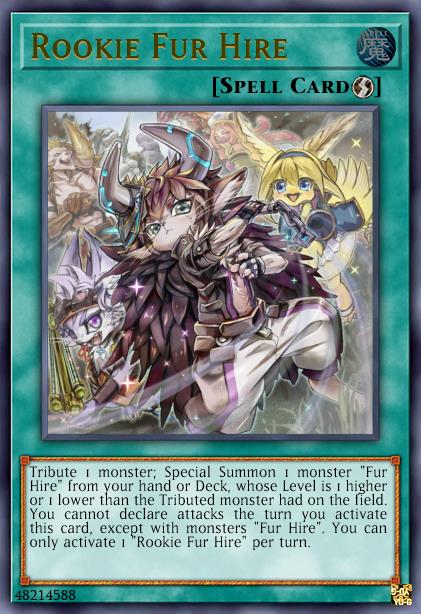 ROOKIE FUR HIRE
SPELL
魔
[SPELL CARD]
Tribute 1 monster; Special Summon 1 monster "Fur
Hire" from your hand or Deck, whose Level is 1 higher
or 1 lower than the Tributed monster had on the field.
You cannot declare attacks the turn you activate
this card, except with monsters "Fur Hire". You can
only activate 1 "Rookie Fur Hire" per turn.
48214588